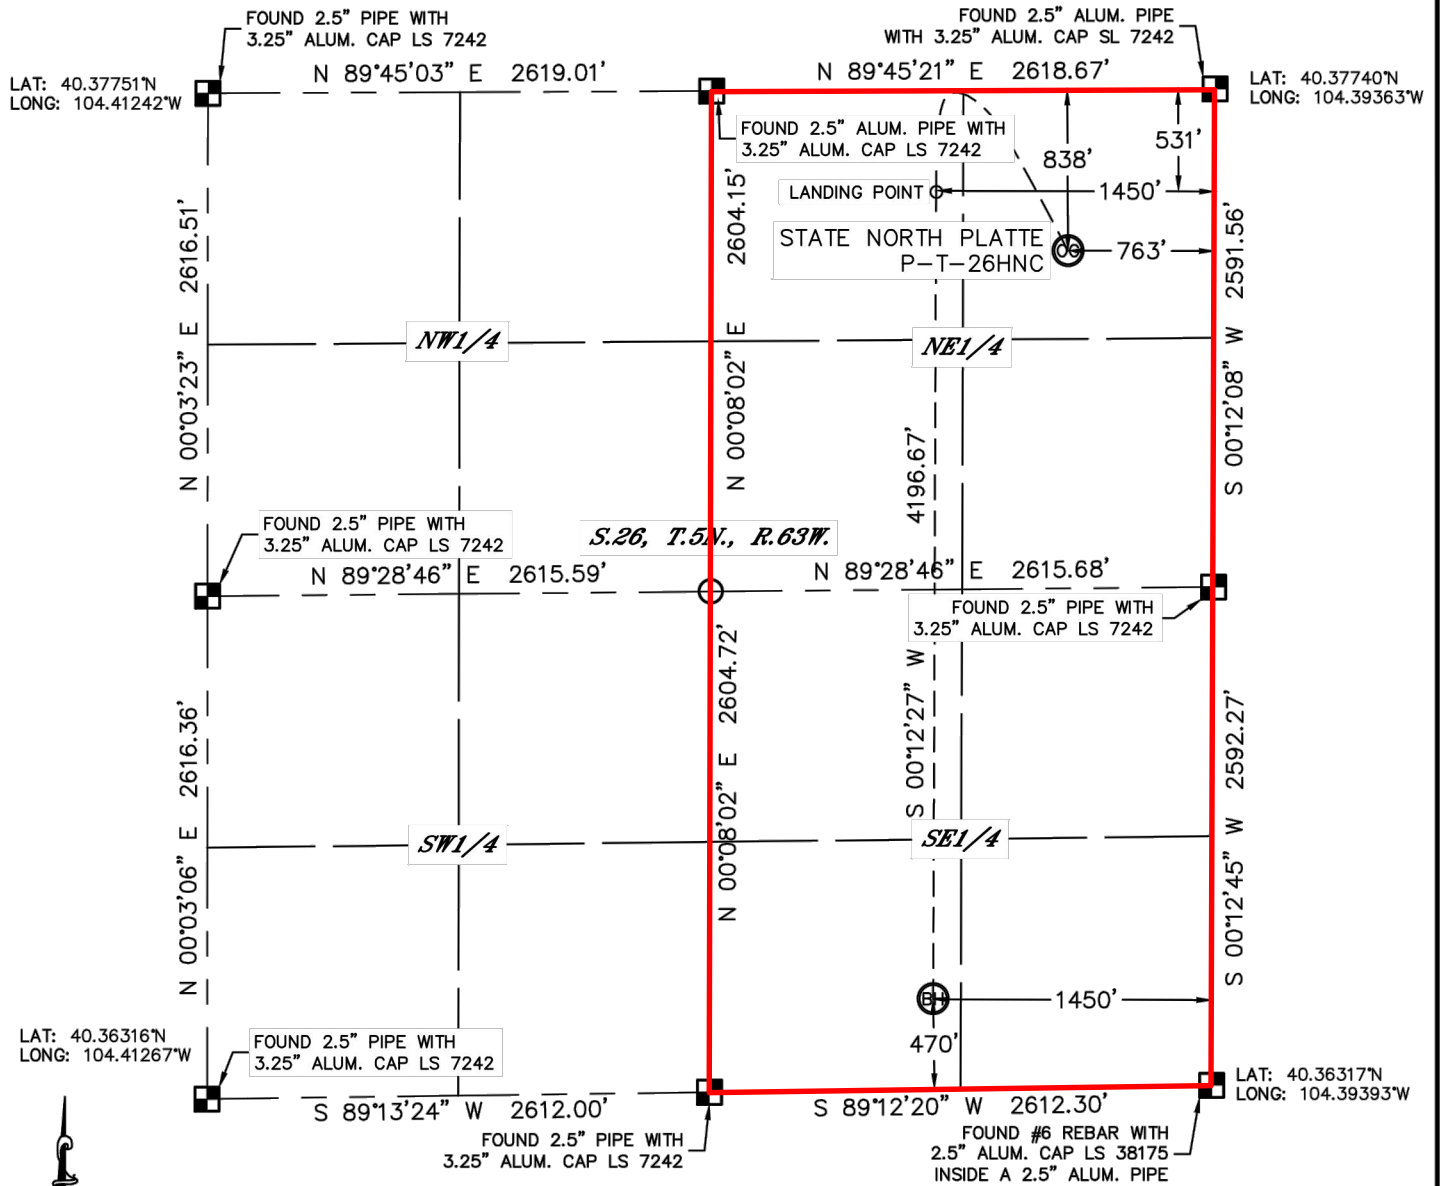 FOUND 2.5" PIPE WITH
3.25" ALUM. CAP LS 7242
FOUND 2.5" ALUM. PIPE
WITH 3.25" ALUM. CAP SL 7242
LAT: 40.37751°N
LONG: 104.41242°W
N 89°45'03" E 2619.01'
N 89°45'21" E 2618.67'
LAT: 40.37740°N
LONG: 104.39363°W
FOUND 2.5" ALUM. PIPE WITH
3.25" ALUM. CAP LS 7242
838'
531'
LANDING POINT
1450'
STATE NORTH PLATTE
P-T-26HNC
OG
763'
N 00°03'23" E 2616.51'
N 00°08'02" E 2604.15'
S 00°12'08" W 2591.56'
NW1/4
NE1/4
FOUND 2.5" PIPE WITH
3.25" ALUM. CAP LS 7242
S.26, T.5N., R.63W.
N 89°28'46" E 2615.59'
N 89°28'46" E 2615.68'
FOUND 2.5" PIPE WITH
3.25" ALUM. CAP LS 7242
S 00°12'27" W 4196.67'
N 00°03'06" E 2616.36'
N 00°08'02" E 2604.72'
S 00°12'45" W 2592.27'
SW1/4
SE1/4
BH
1450'
470'
LAT: 40.36316°N
LONG: 104.41267°W
FOUND 2.5" PIPE WITH
3.25" ALUM. CAP LS 7242
S 89°13'24" W 2612.00'
S 89°12'20" W 2612.30'
LAT: 40.36317°N
LONG: 104.39393°W
FOUND 2.5" PIPE WITH
3.25" ALUM. CAP LS 7242
FOUND #6 REBAR WITH
2.5" ALUM. CAP LS 38175
INSIDE A 2.5" ALUM. PIPE